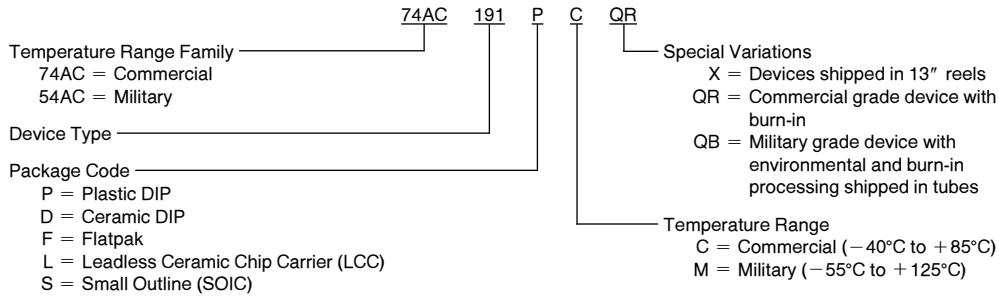 74AC 191 P C QR
Temperature Range Family
74AC = Commercial
54AC = Military
Device Type
Package Code
P = Plastic DIP
D = Ceramic DIP
F = Flatpak
L = Leadless Ceramic Chip Carrier (LCC)
S = Small Outline (SOIC)
Special Variations
X = Devices shipped in 13″ reels
QR = Commercial grade device with
burn-in
QB = Military grade device with
environmental and burn-in
processing shipped in tubes
Temperature Range
C = Commercial (−40°C to +85°C)
M = Military (−55°C to +125°C)